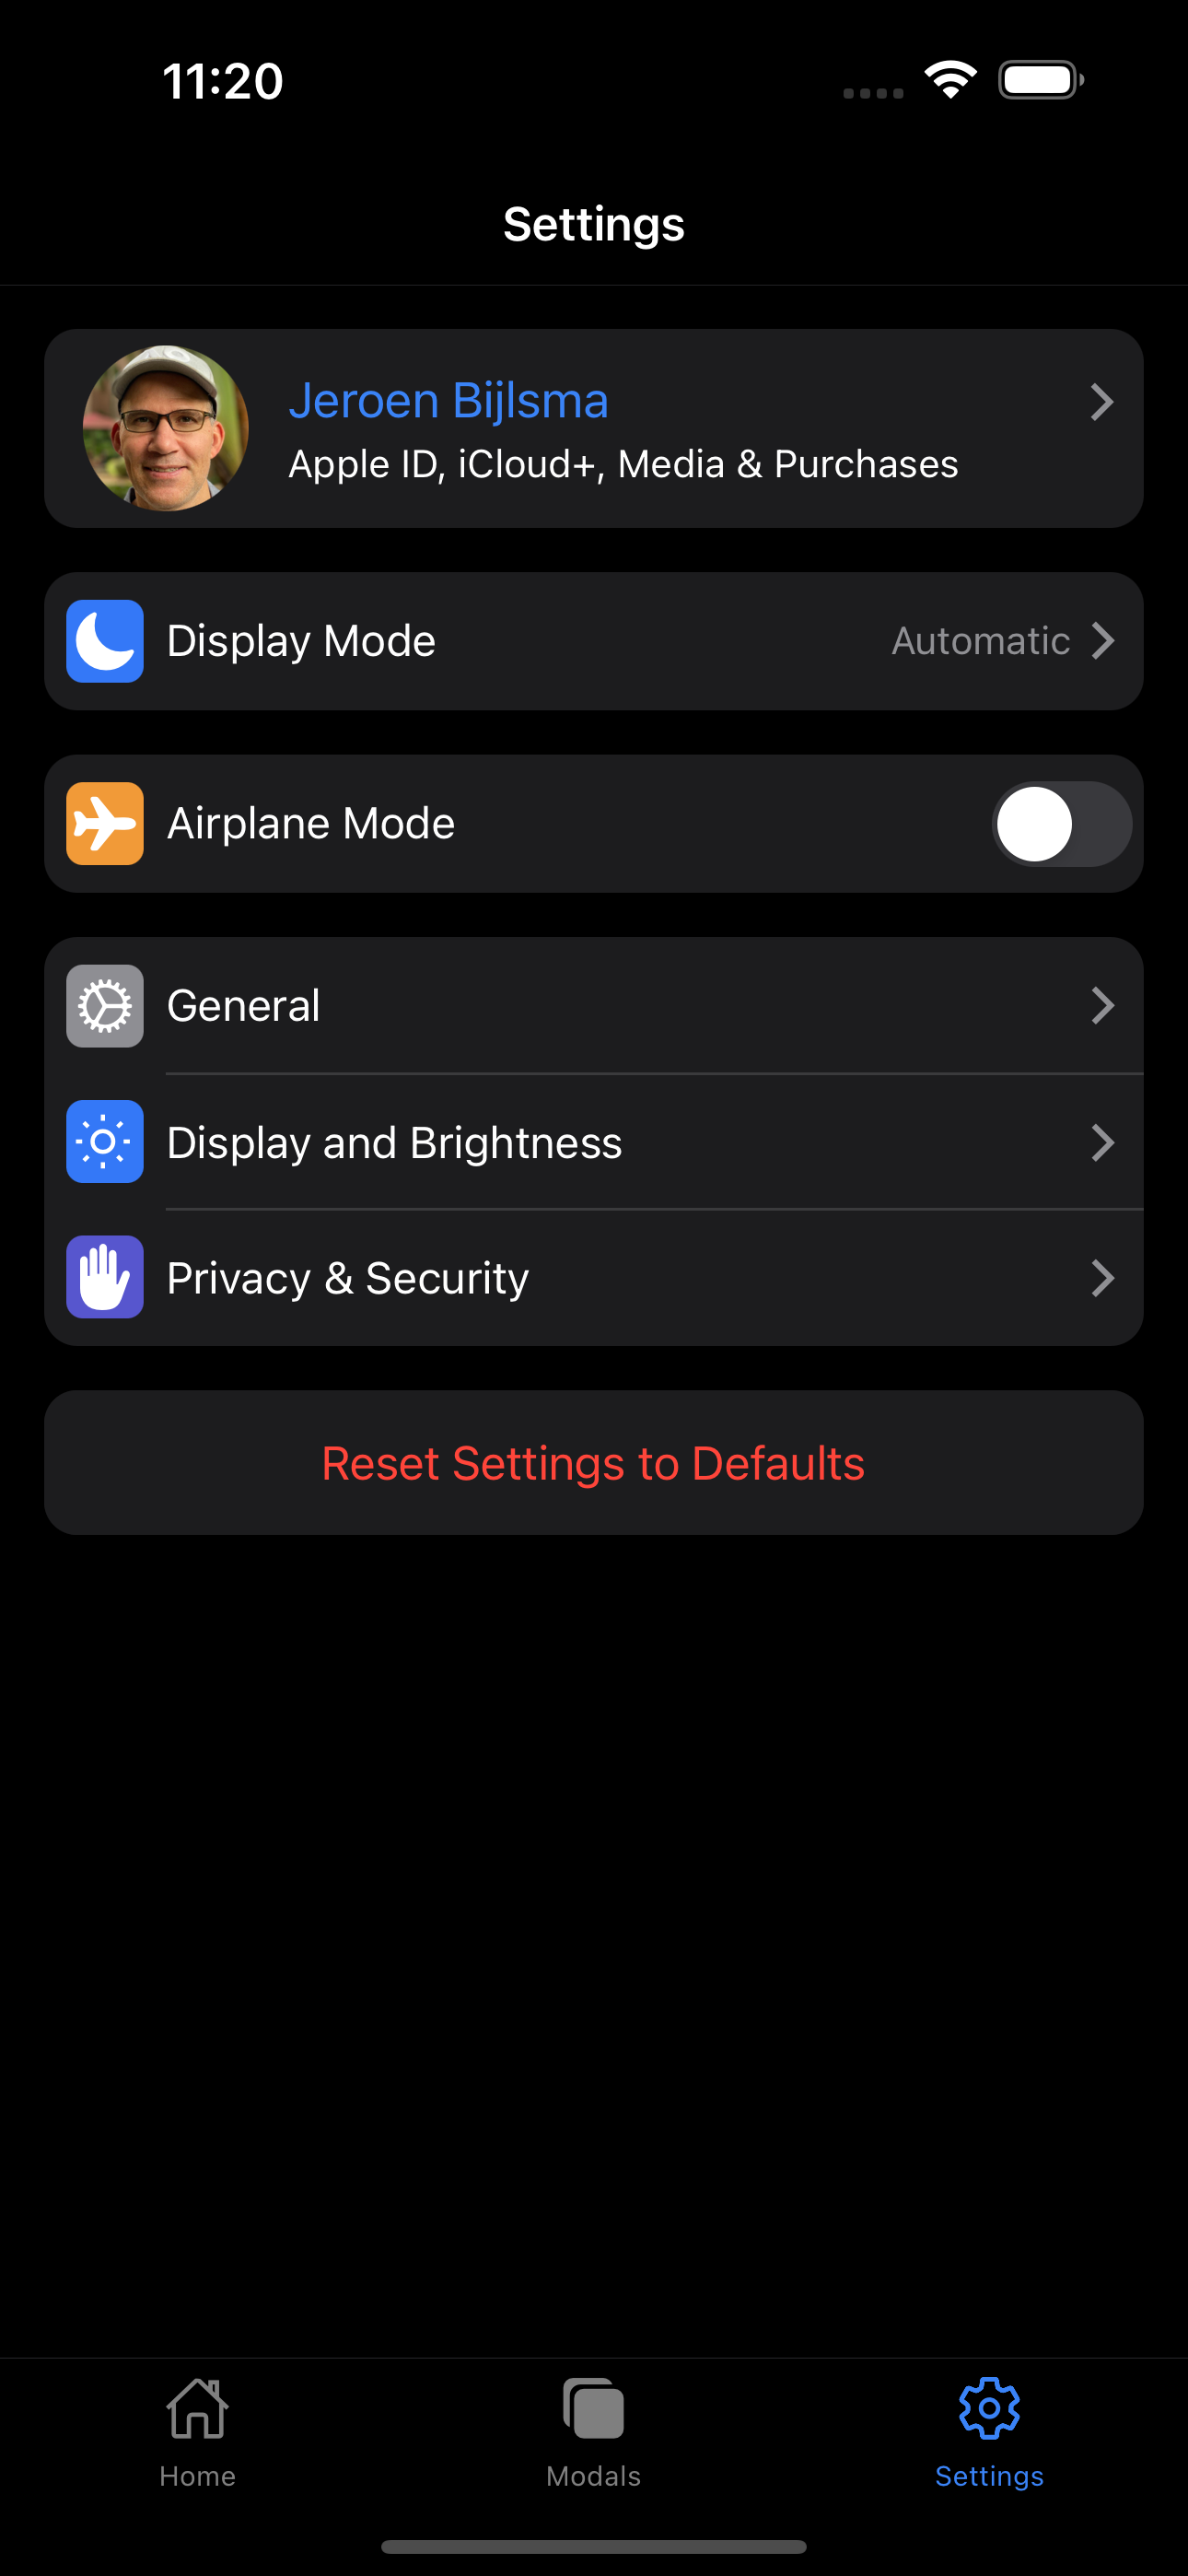 11:20
Settings
Jeroen Bijlsma
Apple ID, iCloud+, Media & Purchases
Display Mode Automatic
Airplane Mode
General
Display and Brightness
Privacy & Security
Reset Settings to Defaults
Home Modals Settings